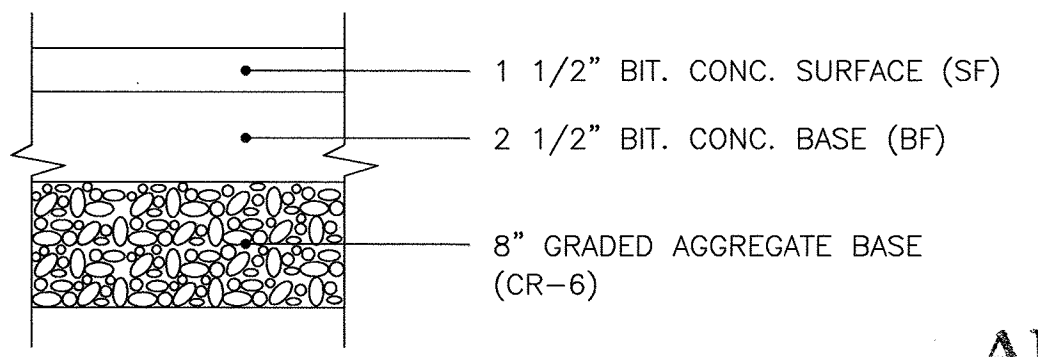 1 1/2” BIT. CONC. SURFACE (SF)
2 1/2” BIT. CONC. BASE (BF)
8” GRADED AGGREGATE BASE
(CR-6)